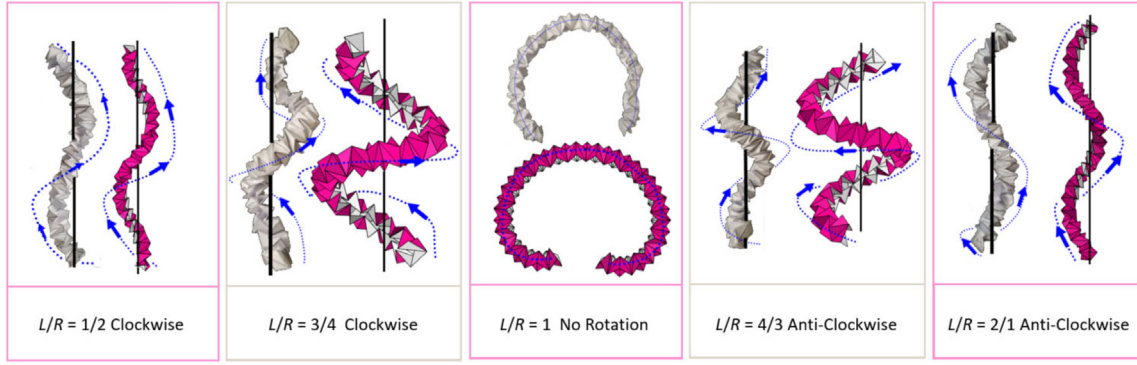 L/R = 1/2 Clockwise
L/R = 3/4 Clockwise
L/R = 1 No Rotation
L/R = 4/3 Anti-Clockwise
L/R = 2/1 Anti-Clockwise